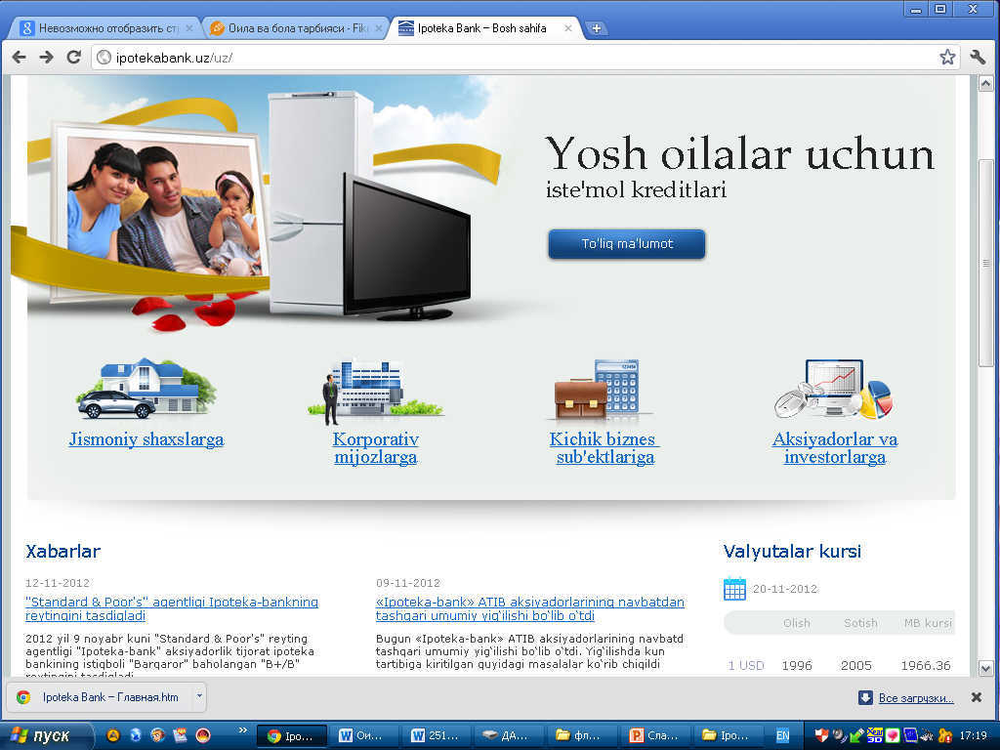 Невозможно отобразить стр
Оила ва бола тарбияси - Fik
Ipoteka Bank – Bosh sahifa
ipotekabank.uz/uz/
Yosh oilalar uchun
iste'mol kreditlari
To'liq ma'lumot
Jismoniy shaxslarga
Korporativ
mijozlarga
Kichik biznes
sub'ektlariga
Aksiyadorlar va
investorlarga
Xabarlar
12-11-2012
"Standard & Poor's" agentligi Ipoteka-bankning
reytingini tasdiqladi
2012 yil 9 noyabr kuni "Standard & Poor's" reyting
agentligi "Ipoteka-bank" aksiyadorlik tijorat ipoteka
bankining istiqboli "Barqaror" baholangan "B+/B"
reytingini tasdiqladi
09-11-2012
«Ipoteka-bank» ATIB aksiyadorlarining navbatdan
tashqari umumiy yig`ilishi bo`lib o`tdi
Bugun «Ipoteka-bank» ATIB aksiyadorlarining navbatd
tashqari umumiy yig`ilishi bo`lib o`tdi. Yig`ilishda kun
tartibiga kiritilgan quyidagi masalalar ko`rib chiqildi
Valyutalar kursi
20-11-2012
Olish Sotish MB kursi
1 USD 1996 2005 1966.36
Ipoteka Bank – Главная.htm
Все загрузки...
пуск
Ipo...
Ои...
251...
ДА...
фл...
Сла...
Ipo...
EN
17:19